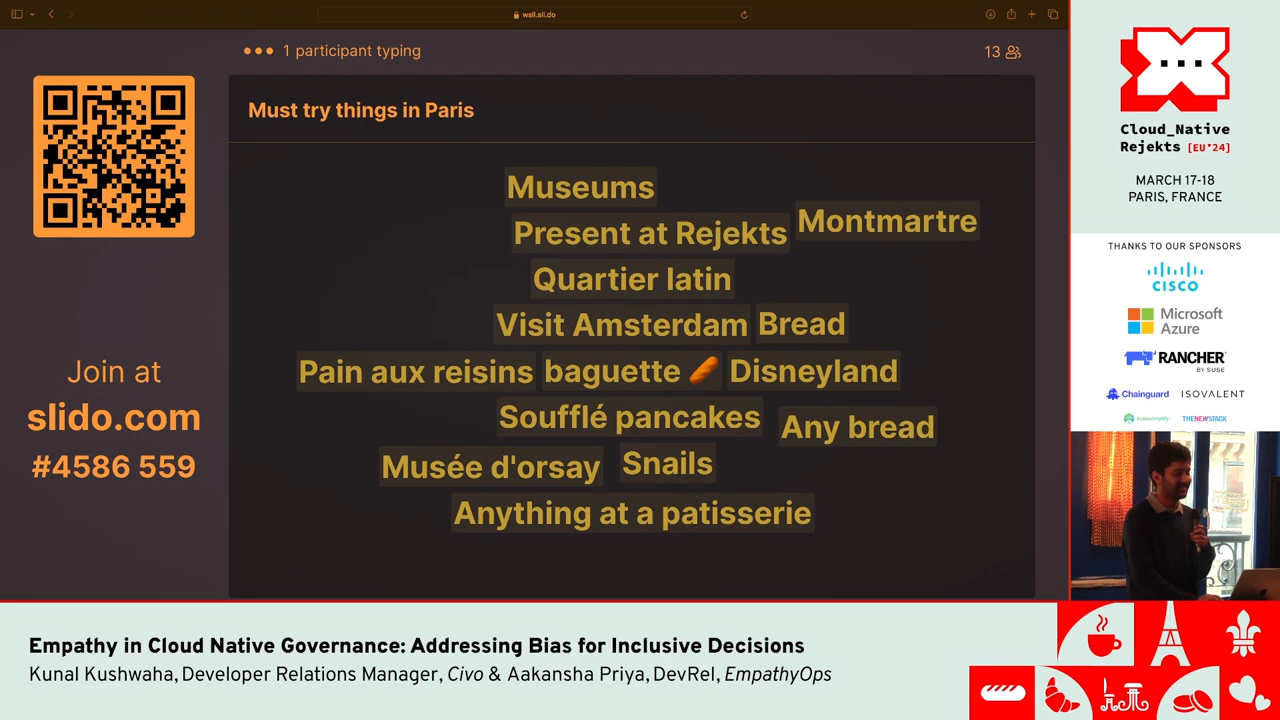 wall.sli.do
1 participant typing
13
Must try things in Paris
Museums
Present at Rejekts
Montmartre
Quartier latin
Visit Amsterdam
Bread
Pain aux reisins
baguette 🥖
Disneyland
Soufflé pancakes
Any bread
Musée d'orsay
Snails
Anything at a patisserie
Join at
slido.com
#4586 559
Cloud_Native
Rejekts [EU'24]
MARCH 17-18
PARIS, FRANCE
THANKS TO OUR SPONSORS
CISCO
Microsoft
Azure
RANCHER
BY SUSE
Chainguard
ISOVALENT
kubesimplify
THENEWSTACK
Empathy in Cloud Native Governance: Addressing Bias for Inclusive Decisions
Kunal Kushwaha, Developer Relations Manager, Civo & Aakansha Priya, DevRel, EmpathyOps